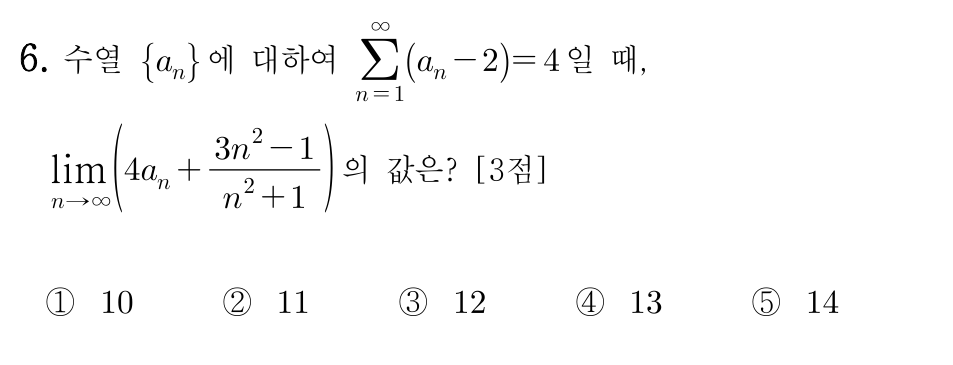 6. 수열 {aₙ}에 대하여 ∑_{n=1}^{∞}(aₙ−2)=4일 때,
lim_{n→∞}(4aₙ+\frac{3n²−1}{n²+1})의 값은? [3점]
① 10 ② 11 ③ 12 ④ 13 ⑤ 14